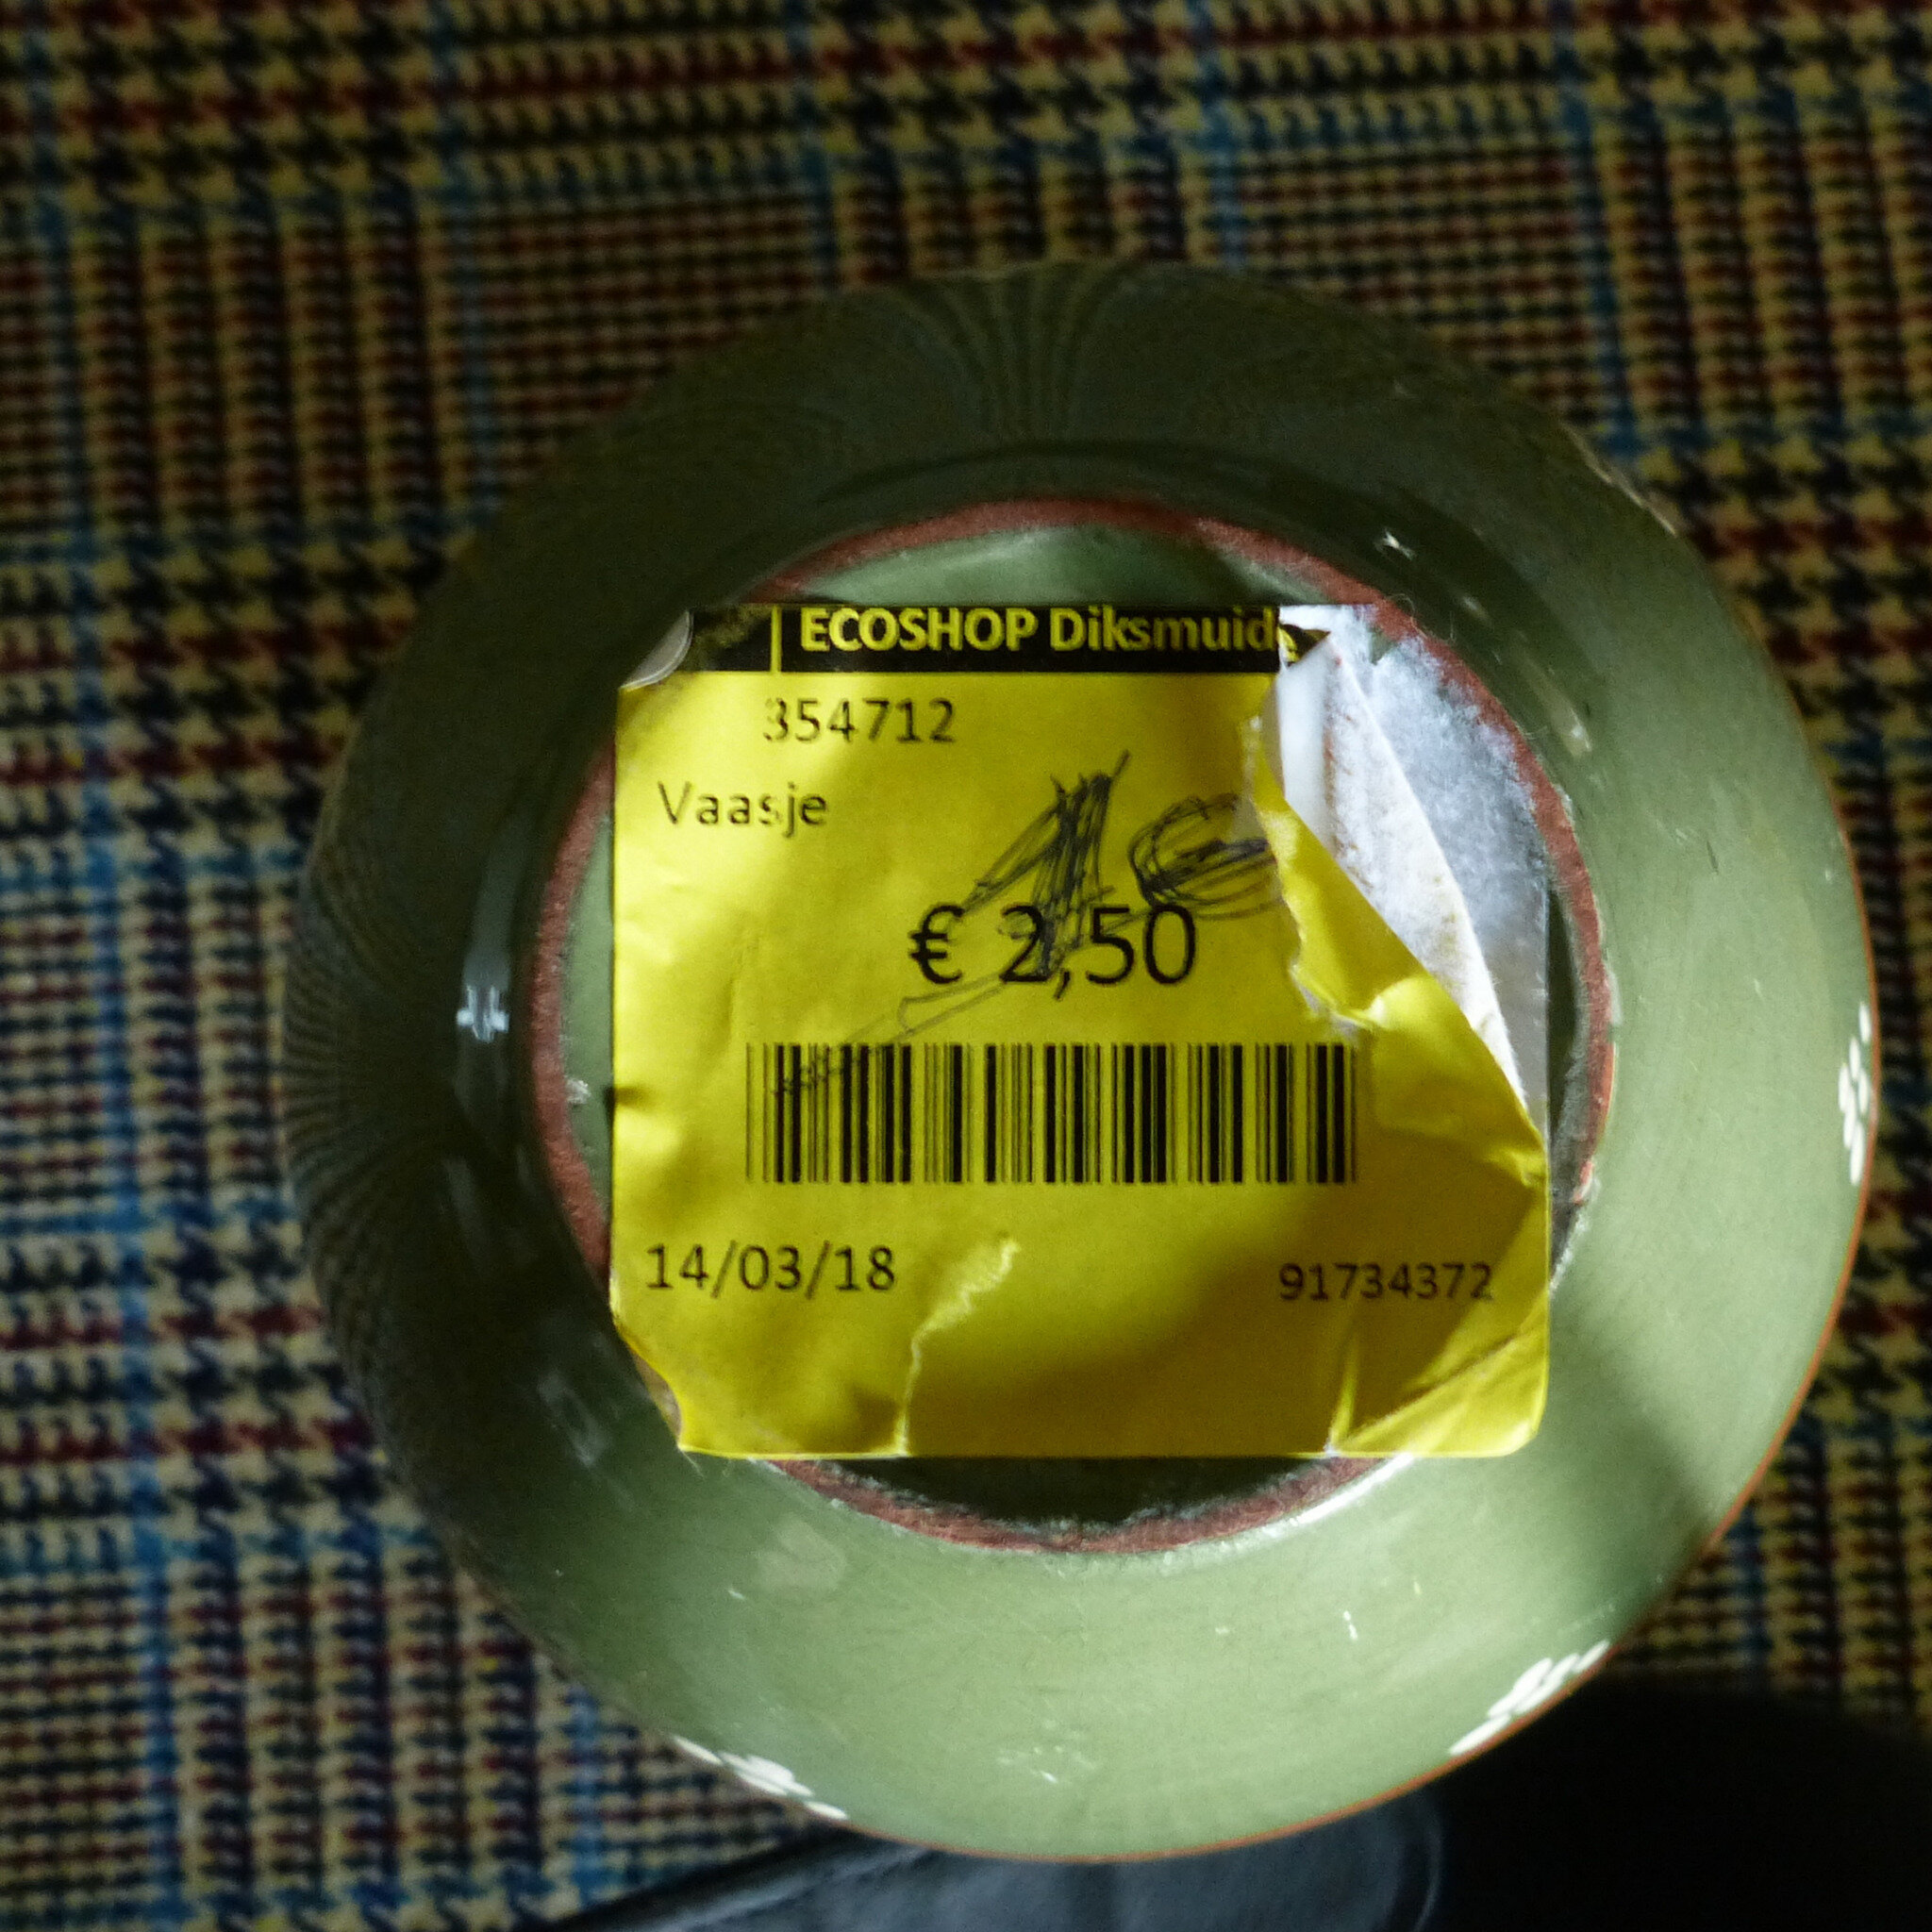 ECOSHOP Diksmuide
354712
Vaasje
€ 2,50
14/03/18
91734372